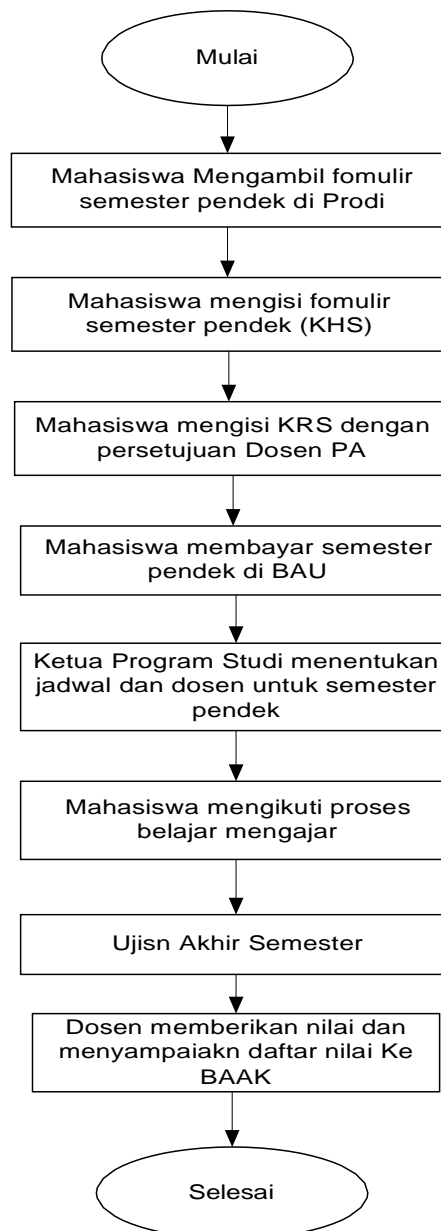 Mulai
Mahasiswa Mengambil fomulir
semester pendek di Prodi
Mahasiswa mengisi fomulir
semester pendek (KHS)
Mahasiswa mengisi KRS dengan
persetujuan Dosen PA
Mahasiswa membayar semester
pendek di BAU
Ketua Program Studi menentukan
jadwal dan dosen untuk semester
pendek
Mahasiswa mengikuti proses
belajar mengajar
Ujisn Akhir Semester
Dosen memberikan nilai dan
menyampaiakn daftar nilai Ke
BAAK
Selesai